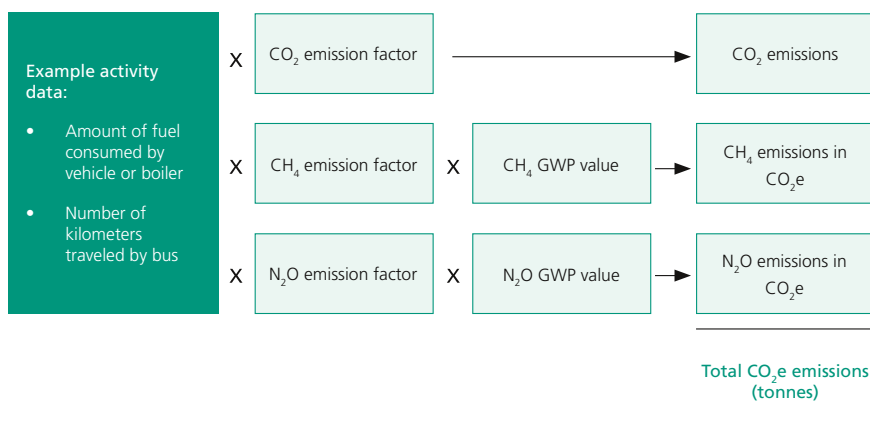 Example activity
data:
• Amount of fuel
consumed by
vehicle or boiler
• Number of
kilometers
traveled by bus
X CO₂ emission factor
CO₂ emissions
X CH₄ emission factor X CH₄ GWP value
CH₄ emissions in
CO₂e
X N₂O emission factor X N₂O GWP value
N₂O emissions in
CO₂e
Total CO₂e emissions
(tonnes)